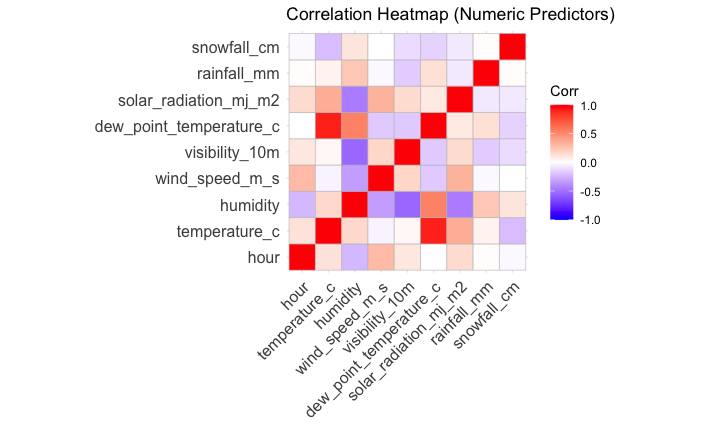 Correlation Heatmap (Numeric Predictors)
snowfall_cm
rainfall_mm
solar_radiation_mj_m2
dew_point_temperature_c
visibility_10m
wind_speed_m_s
humidity
temperature_c
hour
hour
temperature_c
humidity
wind_speed_m_s
visibility_10m
dew_point_temperature_c
solar_radiation_mj_m2
rainfall_mm
snowfall_cm
Corr
1.0
0.5
0.0
-0.5
-1.0